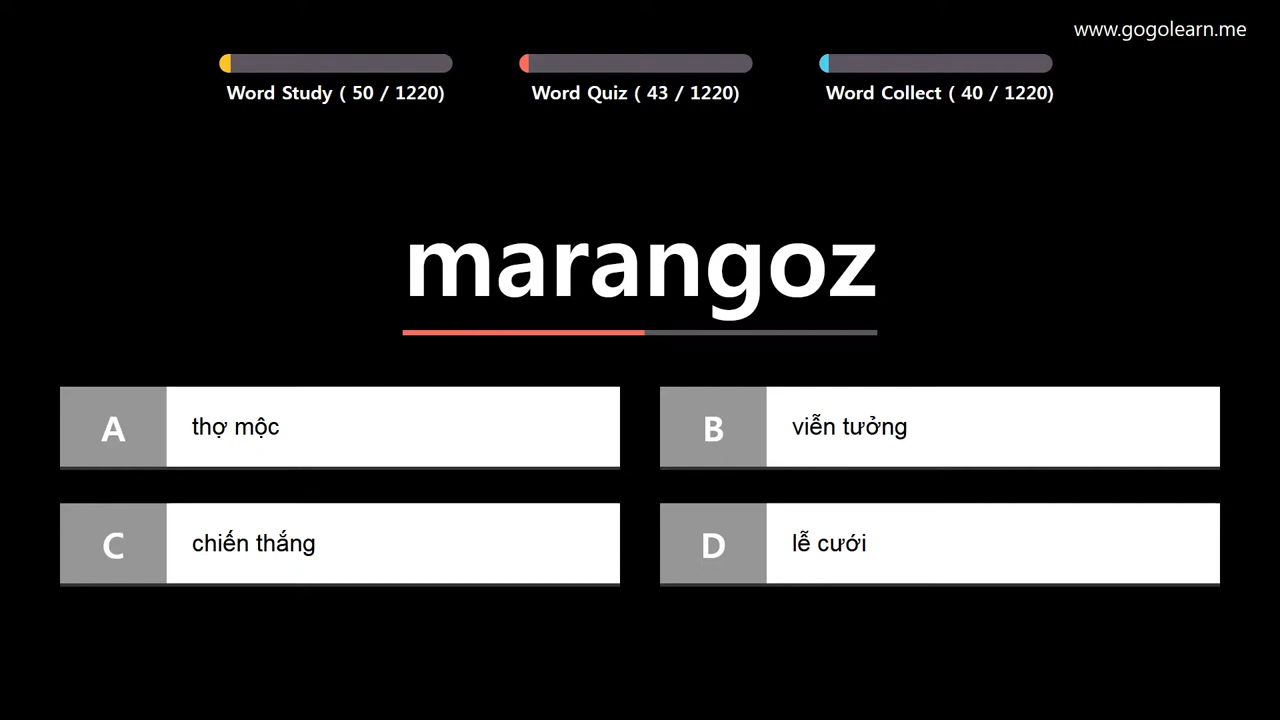 www.gogolearn.me
Word Study ( 50 / 1220)
Word Quiz ( 43 / 1220)
Word Collect ( 40 / 1220)
marangoz
A thợ mộc
B viễn tưởng
C chiến thắng
D lễ cưới